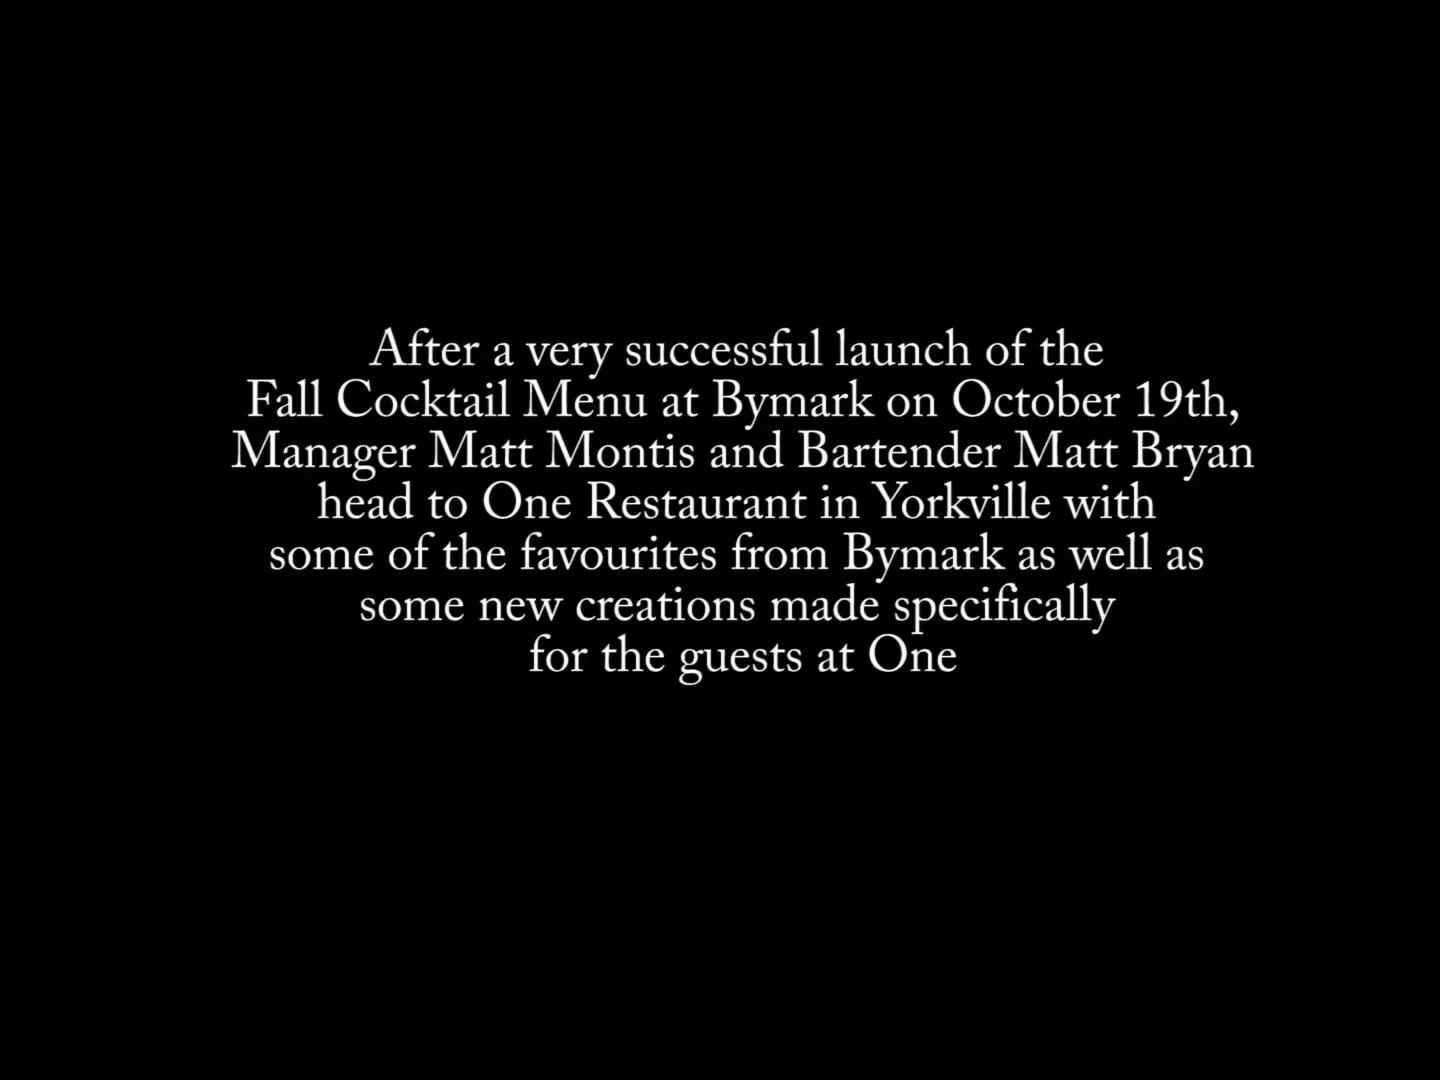 After a very successful launch of the
Fall Cocktail Menu at Bymark on October 19th,
Manager Matt Montis and Bartender Matt Bryan
head to One Restaurant in Yorkville with
some of the favourites from Bymark as well as
some new creations made specifically
for the guests at One